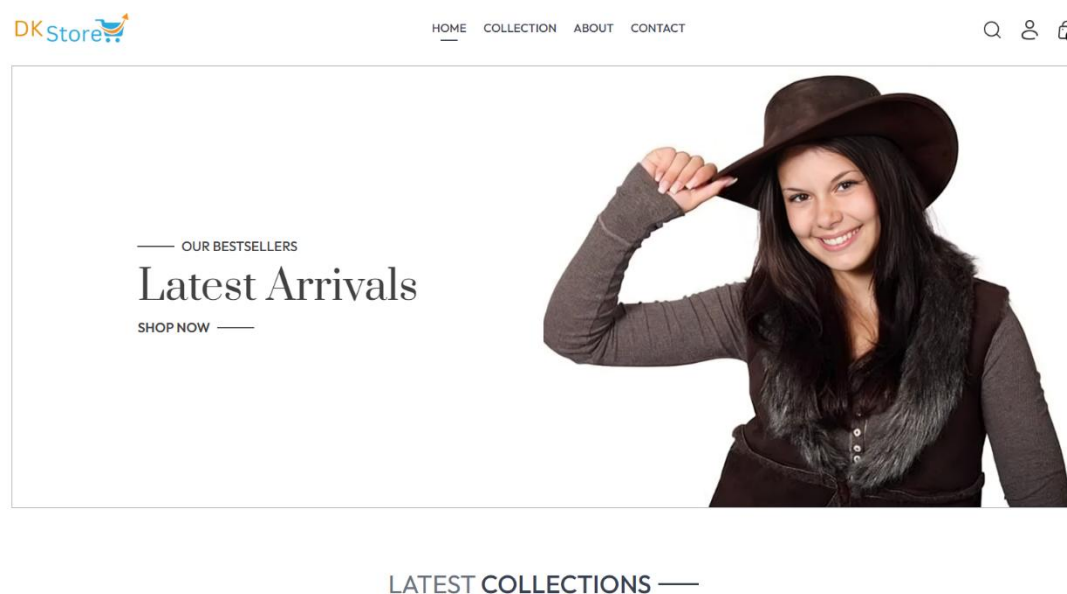 DK Store
HOME COLLECTION ABOUT CONTACT
OUR BESTSELLERS
Latest Arrivals
SHOP NOW
LATEST COLLECTIONS